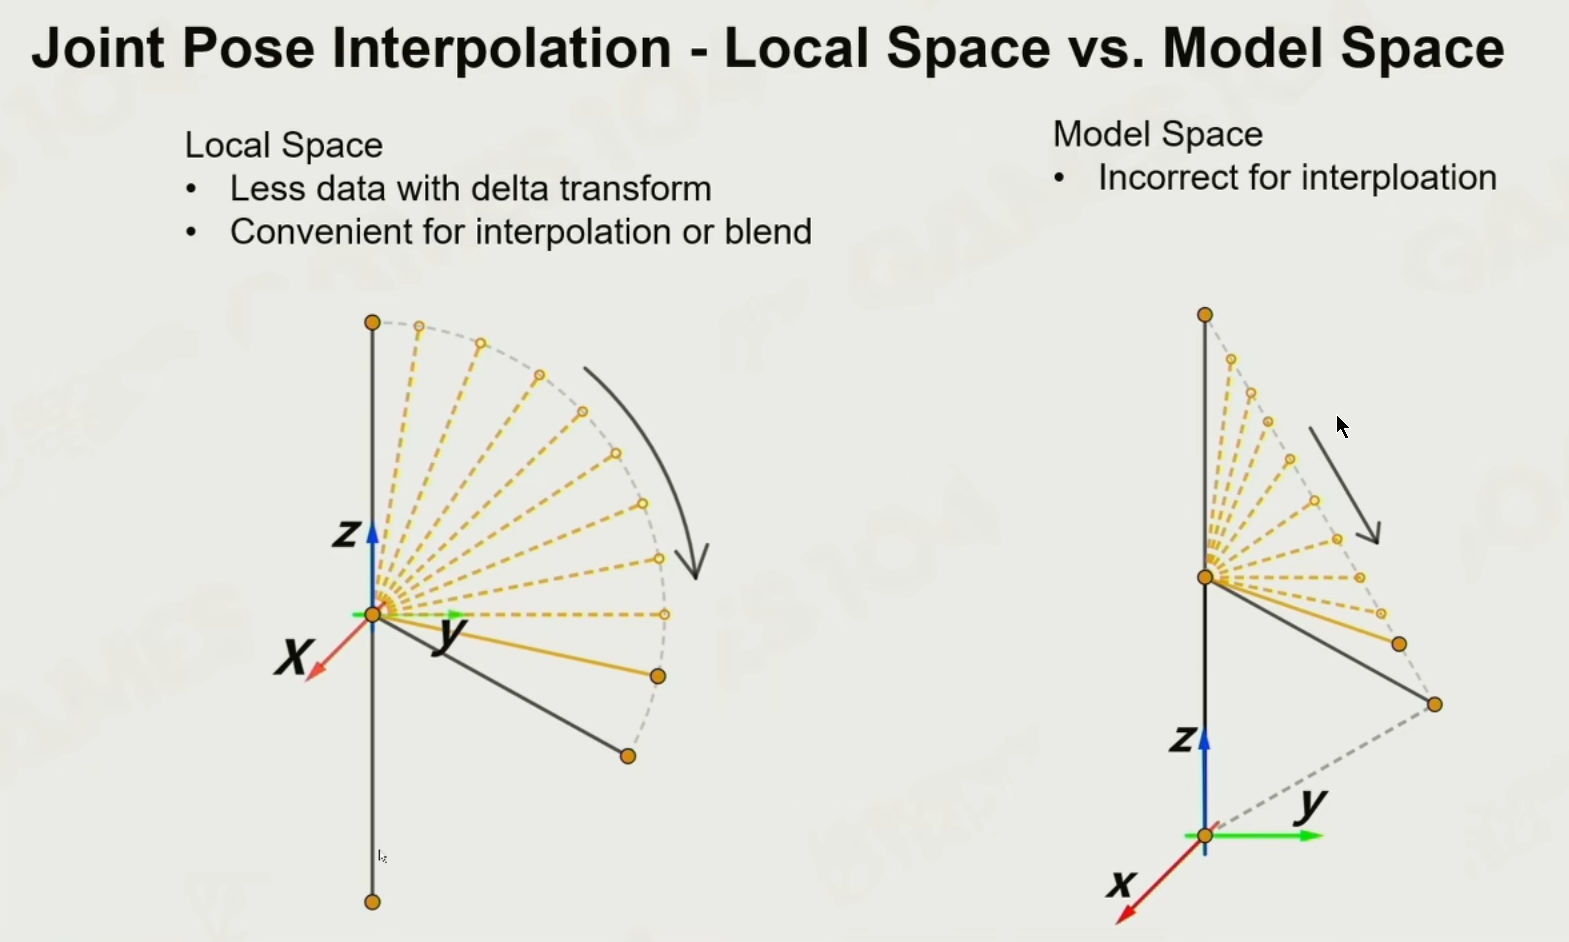 Joint Pose Interpolation - Local Space vs. Model Space
Local Space
• Less data with delta transform
• Convenient for interpolation or blend
Model Space
• Incorrect for interploation
z
y
X
z
y
x